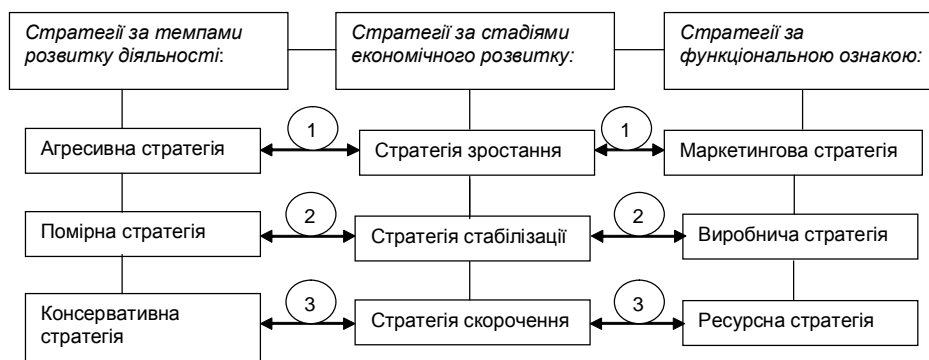 Стратегії за темпами
розвитку діяльності:
Стратегії за стадіями
економічного розвитку:
Стратегії за
функціональною ознакою:
Агресивна стратегія
1
Стратегія зростання
1
Маркетингова стратегія
Помірна стратегія
2
Стратегія стабілізації
2
Виробнича стратегія
Консервативна
стратегія
3
Стратегія скорочення
3
Ресурсна стратегія